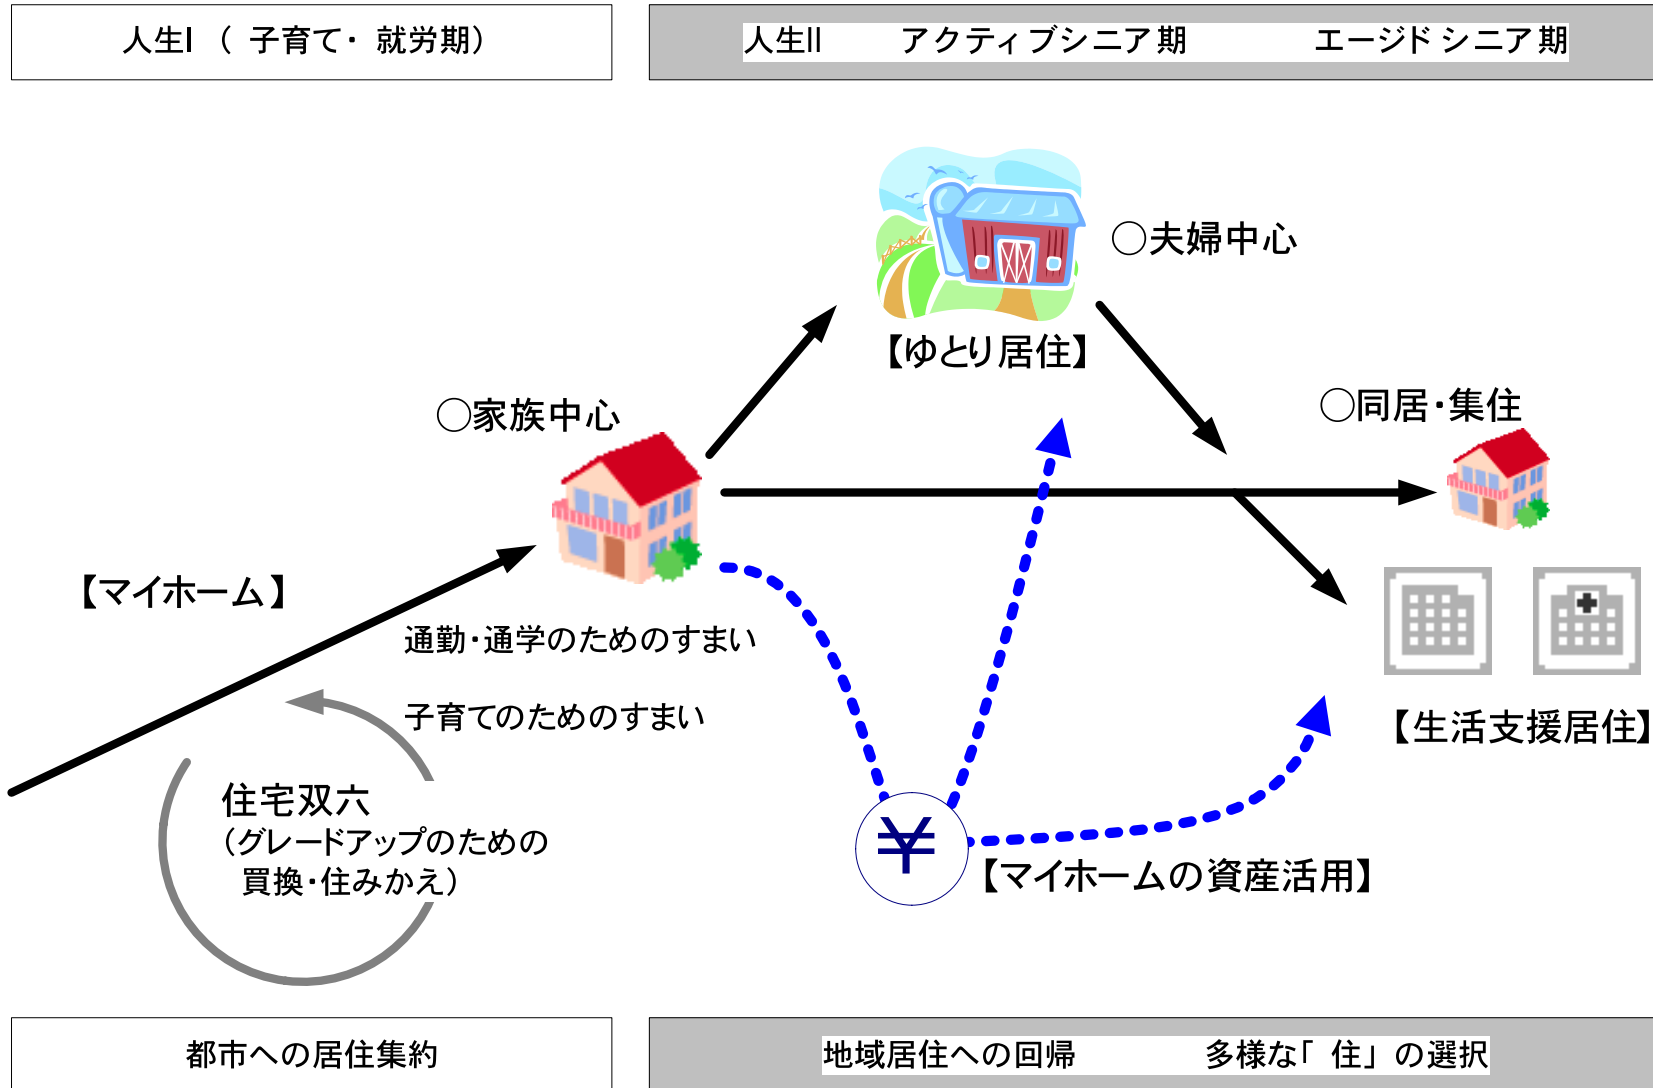 人生Ⅰ （ 子育て・ 就労期）
人生Ⅱ アクティブシニア期 エージド シニア期
○夫婦中心
【ゆとり居住】
○家族中心
○同居・集住
【マイホーム】
通勤・通学のためのすまい
子育てのためのすまい
【生活支援居住】
住宅双六
（グレードアップのための
買換・住みかえ）
￥
【マイホームの資産活用】
都市への居住集約
地域居住への回帰 多様な「 住」 の選択